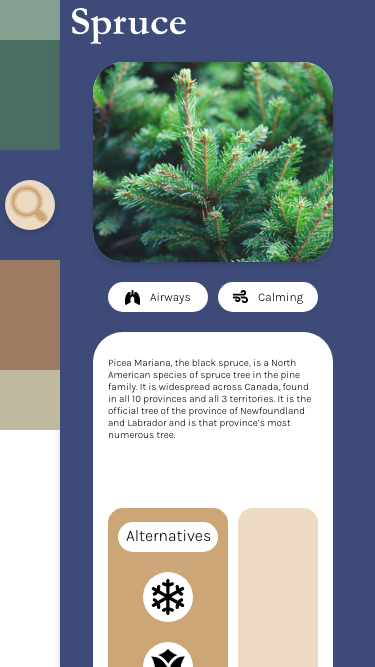 Spruce
Airways
Calming
Picea Mariana, the black spruce, is a North
American species of spruce tree in the pine
family. It is widespread across Canada, found
in all 10 provinces and all 3 territories. It is the
official tree of the province of Newfoundland
and Labrador and is that province's most
numerous tree.
Alternatives